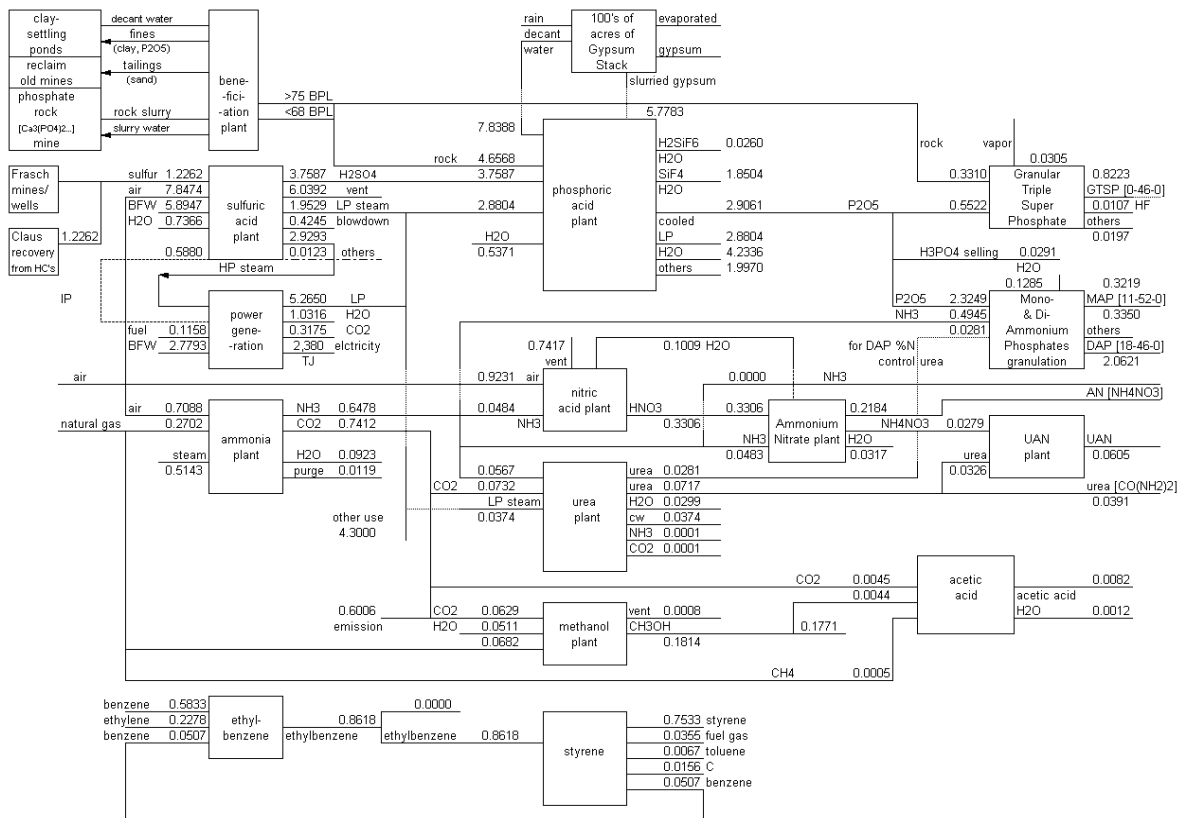 clay-
settling
ponds
reclaim
old mines
phosphate
rock
[Ca3(PO4)2...]
mine
decant water
fines
(clay, P2O5)
tailings
(sand)
rock slurry
slurry water
bene-
-fici-
-ation
plant
>75 BPL
<68 BPL
rain
decant
water
100's of
acres of
Gypsum
Stack
evaporated
gypsum
slurried gypsum
5.7783
7.8388
rock 4.6568
3.7587
2.8804
H2O
0.5371
phosphoric
acid
plant
H2SiF6 0.0260
H2O
SiF4 1.8504
H2O
2.9061
cooled
LP 2.8804
H2O 4.2336
others 1.9970
P2O5
rock vapor
0.0305
0.3310
0.5522
Granular
Triple
Super
Phosphate
0.8223
GTSP [0-46-0]
0.0107 HF
others
0.0197
Frasch
mines/
wells
Claus
recovery
from HC's
1.2262
sulfur 1.2262
air 7.8474
BFW 5.8947
H2O 0.7366
0.5880
sulfuric
acid
plant
3.7587 H2SO4
6.0392 vent
1.9529 LP steam
0.4245 blowdown
2.9293
0.0123 others
HP steam
IP
fuel 0.1158
BFW 2.7793
power
gene-
-ration
5.2650 LP
1.0316 H2O
0.3175 CO2
2,380 elctricity
TJ
H3PO4 selling 0.0291
H2O
0.1285
P2O5 2.3249
NH3 0.4945
0.0281
for DAP %N
control urea
Mono-
& Di-
Ammonium
Phosphates
granulation
0.3219
MAP [11-52-0]
0.3350
others
DAP [18-46-0]
2.0621
air
0.7417
vent
0.1009 H2O
0.9231 air
0.0484
NH3
nitric
acid plant
HNO3 0.3306
0.3306
0.0000 NH3
NH3
0.0483
Ammonium
Nitrate plant
0.2184
AN [NH4NO3]
NH4NO3 0.0279
H2O
0.0317
urea
0.0326
UAN
plant
UAN
0.0605
air 0.7088
natural gas 0.2702
steam
0.5143
ammonia
plant
NH3 0.6478
CO2 0.7412
H2O 0.0923
purge 0.0119
0.0567
CO2 0.0732
LP steam
0.0374
urea
plant
urea 0.0281
urea 0.0717
H2O 0.0299
cw 0.0374
NH3 0.0001
CO2 0.0001
urea [CO(NH2)2]
0.0391
other use
4.3000
0.6006
emission
CO2 0.0629
H2O 0.0511
0.0682
methanol
plant
vent 0.0008
CH3OH
0.1814
0.1771
CO2 0.0045
0.0044
CH4 0.0005
acetic
acid
0.0082
acetic acid
H2O 0.0012
benzene 0.5833
ethylene 0.2278
benzene 0.0507
ethyl-
benzene
0.8618
ethylbenzene
0.0000
ethylbenzene 0.8618
styrene
0.7533 styrene
0.0355 fuel gas
0.0067 toluene
0.0156 C
0.0507 benzene